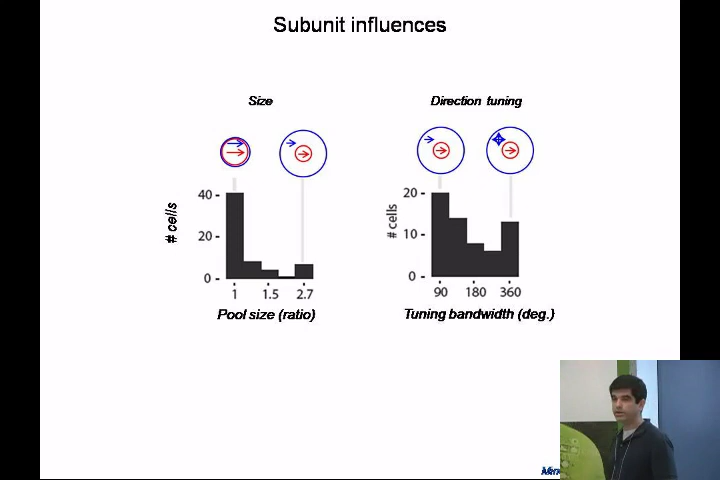 Subunit influences
Size
Direction tuning
# cells
40
20
0
1 1.5 2.7
Pool size (ratio)
# cells
20
10
0
90 180 360
Tuning bandwidth (deg.)